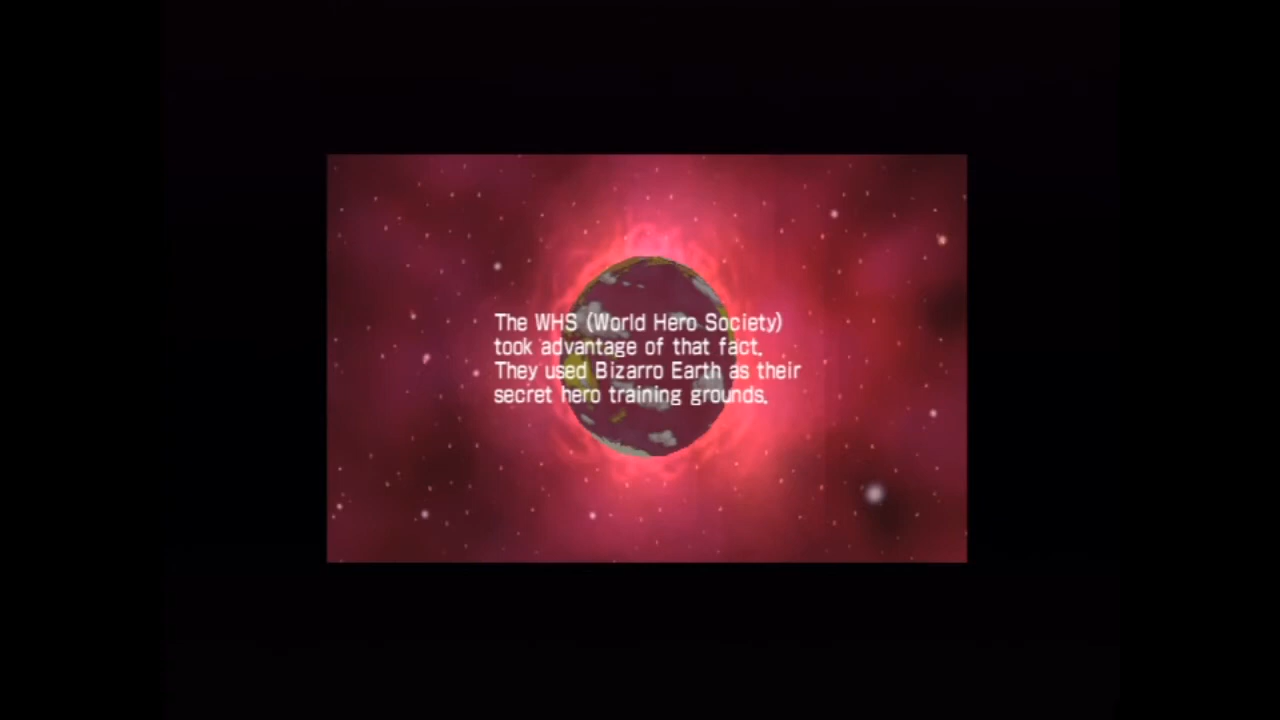 The WHS (World Hero Society)
took advantage of that fact.
They used Bizarro Earth as their
secret hero training grounds.